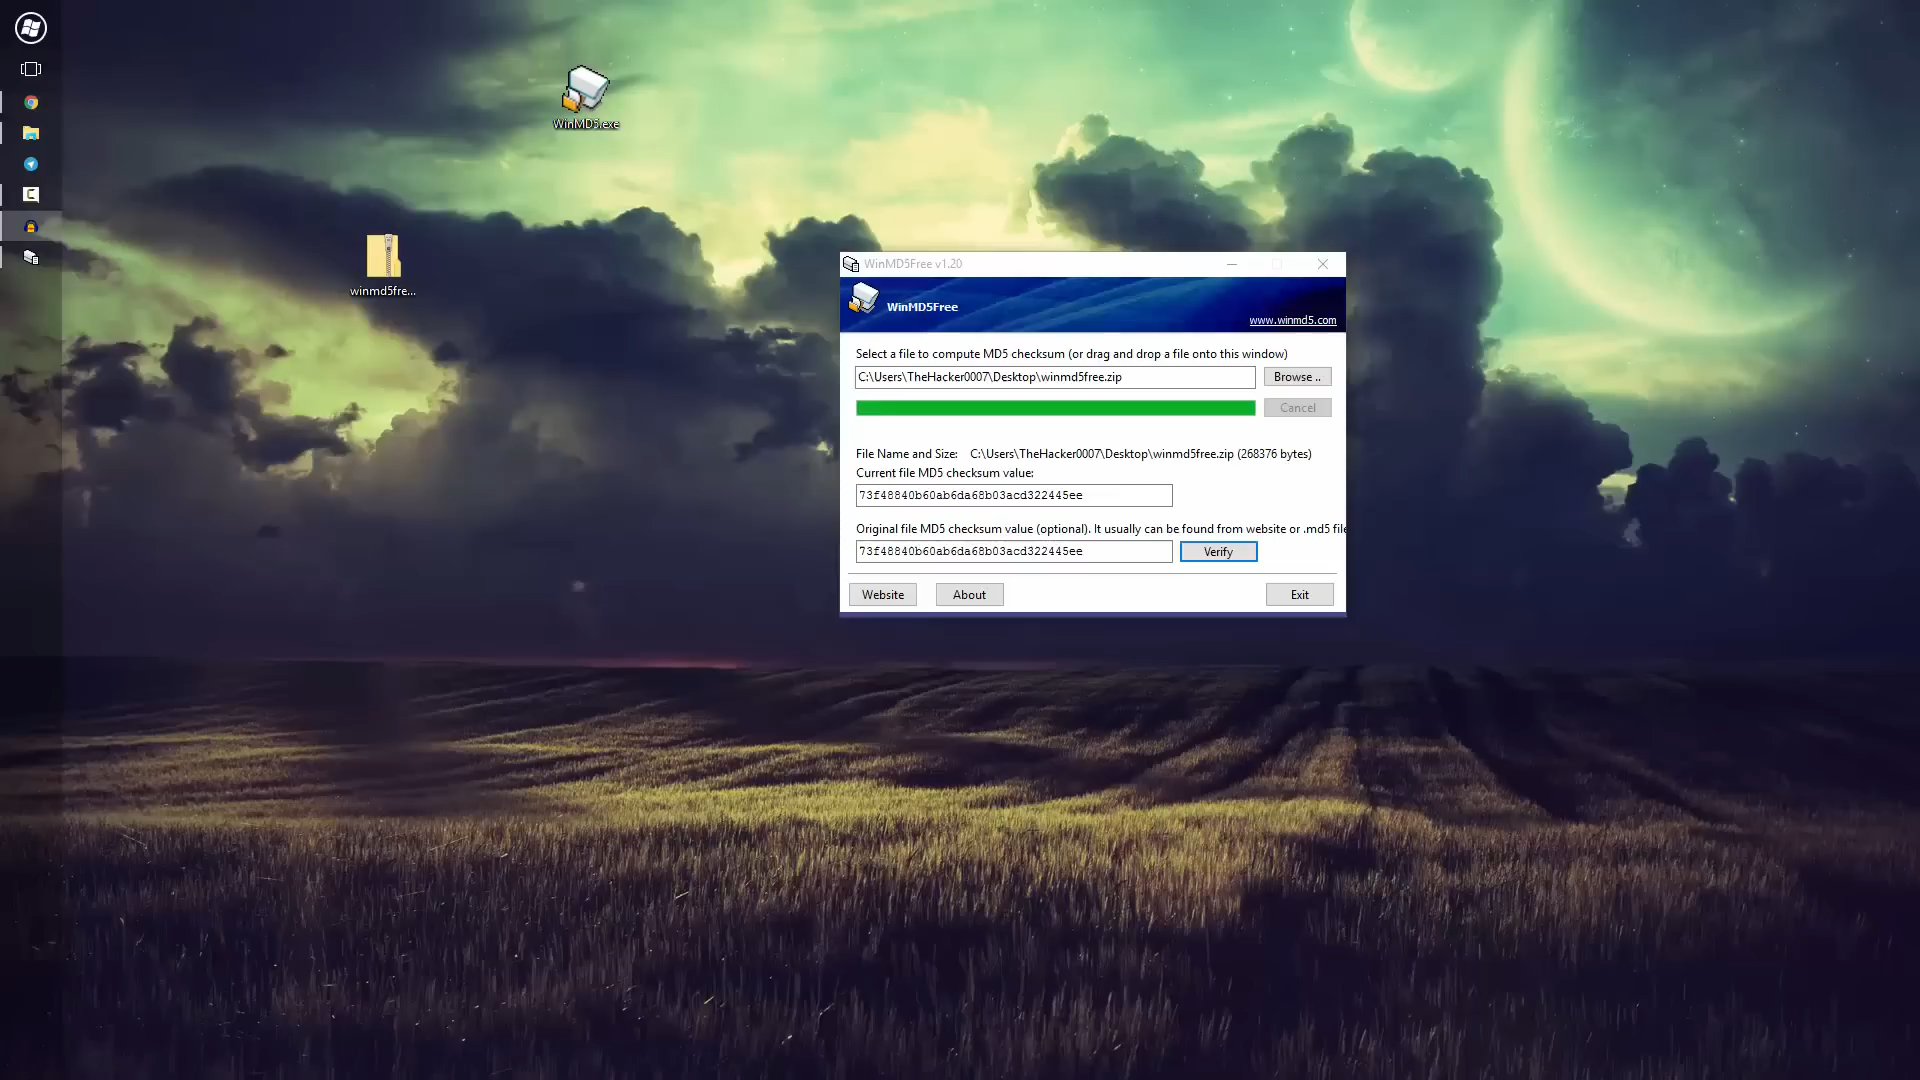 WinMD5.exe
winmd5fre...
WinMD5Free v1.20
WinMD5Free
www.winmd5.com
Select a file to compute MD5 checksum (or drag and drop a file onto this window)
C:\Users\TheHacker0007\Desktop\winmd5free.zip
Browse ..
Cancel
File Name and Size: C:\Users\TheHacker0007\Desktop\winmd5free.zip (268376 bytes)
Current file MD5 checksum value:
73f48840b60ab6da68b03acd322445ee
Original file MD5 checksum value (optional). It usually can be found from website or .md5 file
73f48840b60ab6da68b03acd322445ee
Verify
Website
About
Exit